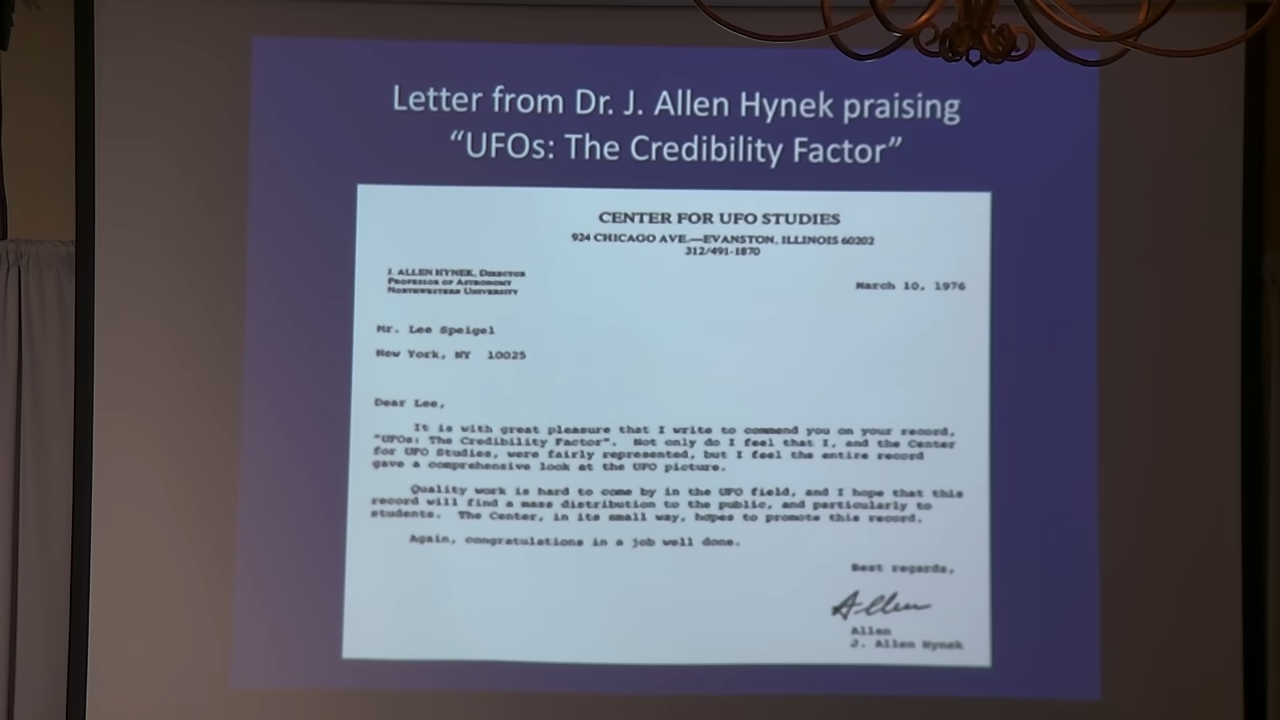 Letter from Dr. J. Allen Hynek praising
“UFOs: The Credibility Factor”
CENTER FOR UFO STUDIES
924 CHICAGO AVE.—EVANSTON, ILLINOIS 60202
312/491-1870
J. ALLEN HYNEK, DIRECTOR
PROFESSOR OF ASTRONOMY
NORTHWESTERN UNIVERSITY
March 10, 1976
Mr. Lee Speigel
New York, NY 10025
Dear Lee,
It is with great pleasure that I write to commend you on your record,
"UFOs: The Credibility Factor". Not only do I feel that I, and the Center
for UFO Studies, were fairly represented, but I feel the entire record
gave a comprehensive look at the UFO picture.
Quality work is hard to come by in the UFO field, and I hope that this
record will find a mass distribution to the public, and particularly to
students. The Center, in its small way, hopes to promote this record.
Again, congratulations in a job well done.
Best regards,
Allen
Allen
J. Allen Hynek